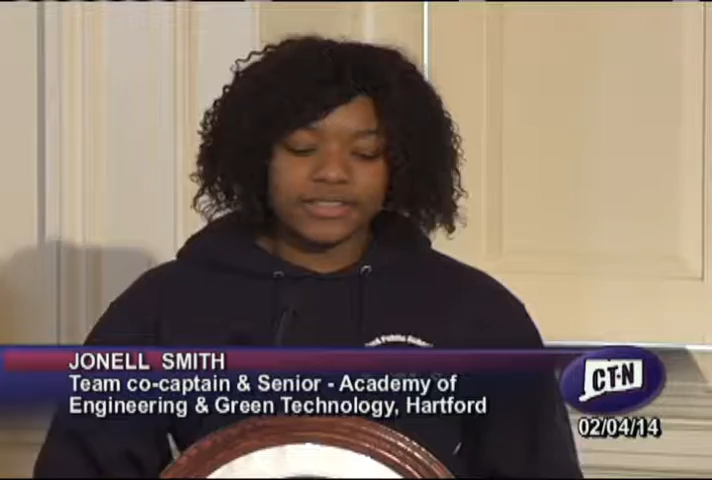 JONELL SMITH
Team co-captain & Senior - Academy of
Engineering & Green Technology, Hartford
CT-N
02/04/14